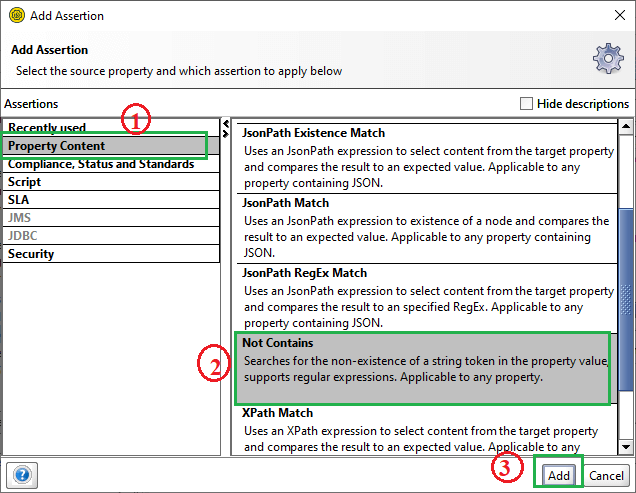 Add Assertion
Add Assertion
Select the source property and which assertion to apply below
Assertions
Hide descriptions
1
Recently used
Property Content
Compliance, Status and Standards
Script
SLA
JMS
JDBC
Security
JsonPath Existence Match
Uses an JsonPath expression to select content from the target property
and compares the result to an expected value. Applicable to any
property containing JSON.
JsonPath Match
Uses an JsonPath expression to existence of a node and compares the
result to an expected value. Applicable to any property containing
JSON.
JsonPath RegEx Match
Uses an JsonPath expression to select content from the target property
and compares the result to an specified RegEx. Applicable to any
property containing JSON.
2
Not Contains
Searches for the non-existence of a string token in the property value,
supports regular expressions. Applicable to any property.
XPath Match
Uses an XPath expression to select content from the target property
and compares the result to an expected value. Applicable to any
?
3
Add
Cancel